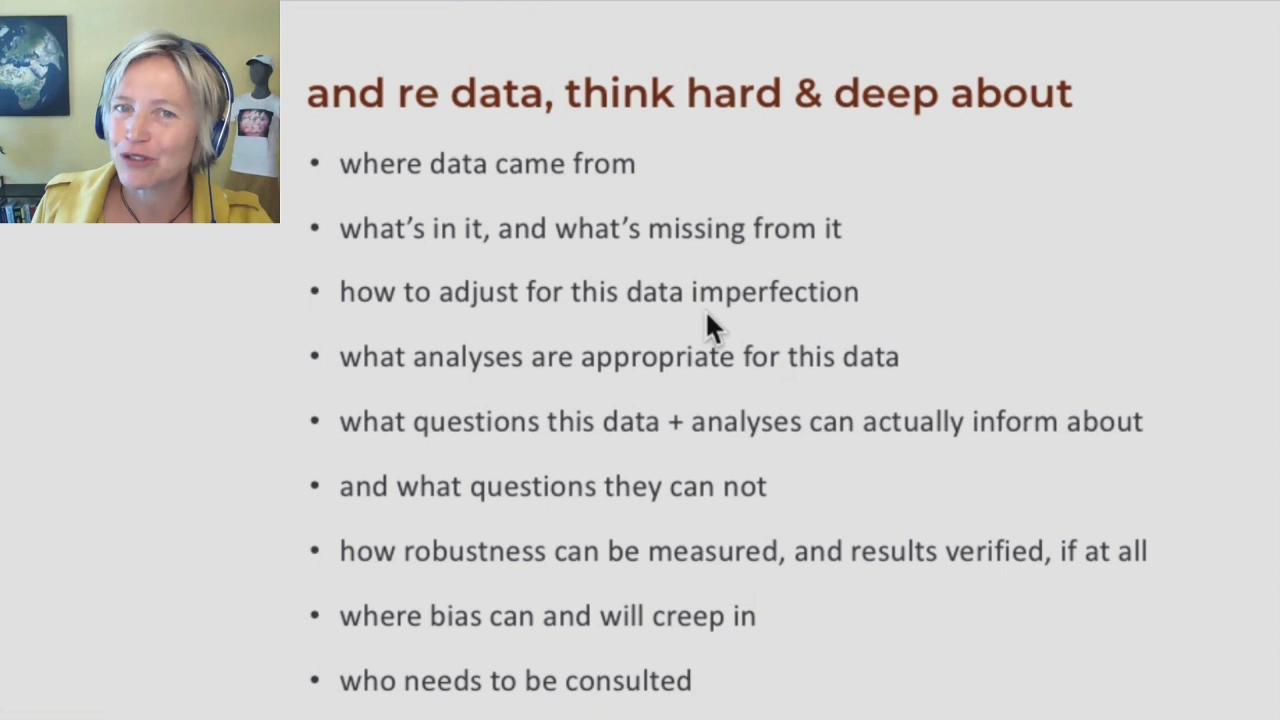 and re data, think hard & deep about
• where data came from
• what’s in it, and what’s missing from it
• how to adjust for this data imperfection
• what analyses are appropriate for this data
• what questions this data + analyses can actually inform about
• and what questions they can not
• how robustness can be measured, and results verified, if at all
• where bias can and will creep in
• who needs to be consulted